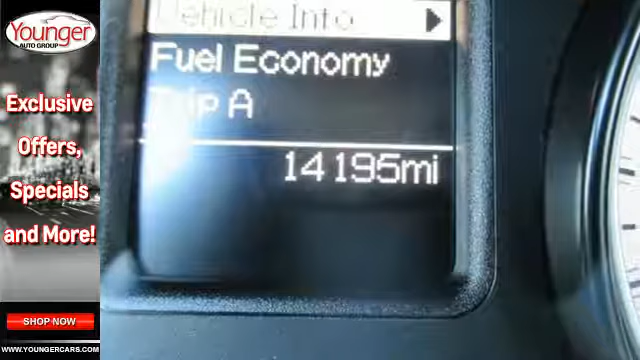 Younger
AUTO GROUP
Exclusive
Offers,
Specials
and More!
SHOP NOW
WWW.YOUNGERCARS.COM
Vehicle Info
Fuel Economy
Trip A
14195mi